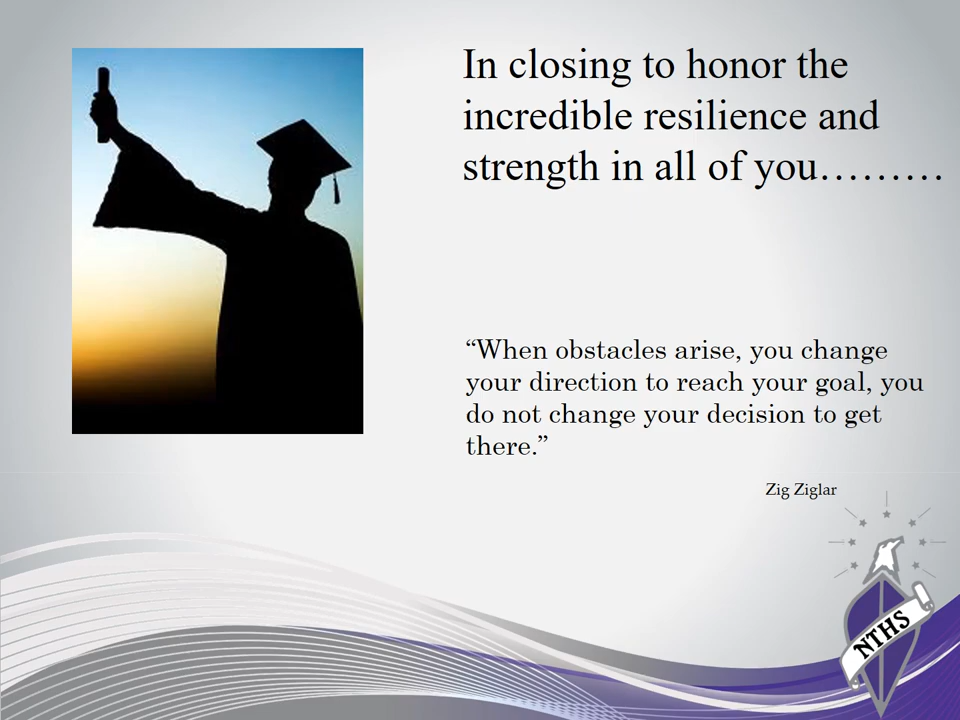 In closing to honor the
incredible resilience and
strength in all of you………
“When obstacles arise, you change
your direction to reach your goal, you
do not change your decision to get
there.”
Zig Ziglar
NTHS